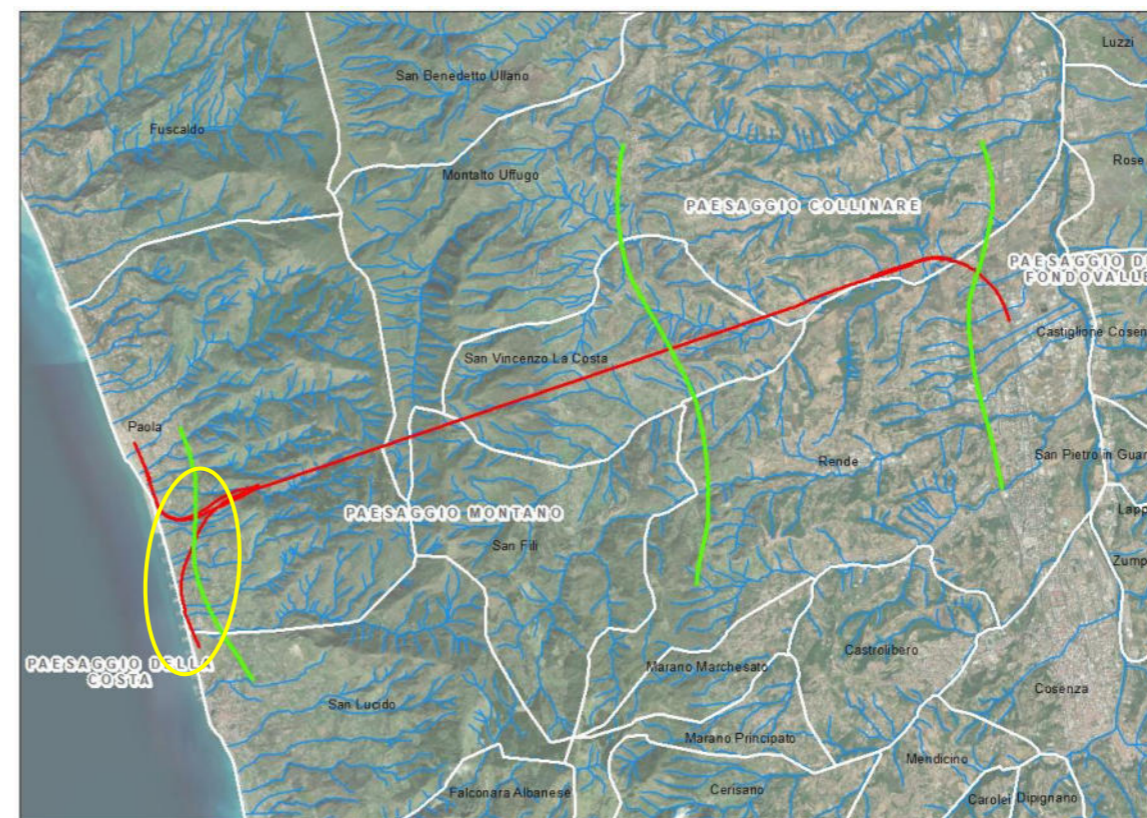 Luzzi
San Benedetto Ullano
Fuscaldo
Rose
Montalto Uffugo
PAESAGGIO COLLINARE
PAESAGGIO DI
FONDOVALLE
Castiglione Cosen
San Vincenzo La Costa
Paola
San Pietro in Guar
Rende
PAESAGGIO MONTANO
Lapp
San Fili
Zump
PAESAGGIO DELLA
COSTA
Marano Marchesato
Castrolibero
Cosenza
San Lucido
Marano Principato
Mendicino
Falconara Albanese
Cerisano
Carolei
Dipignano